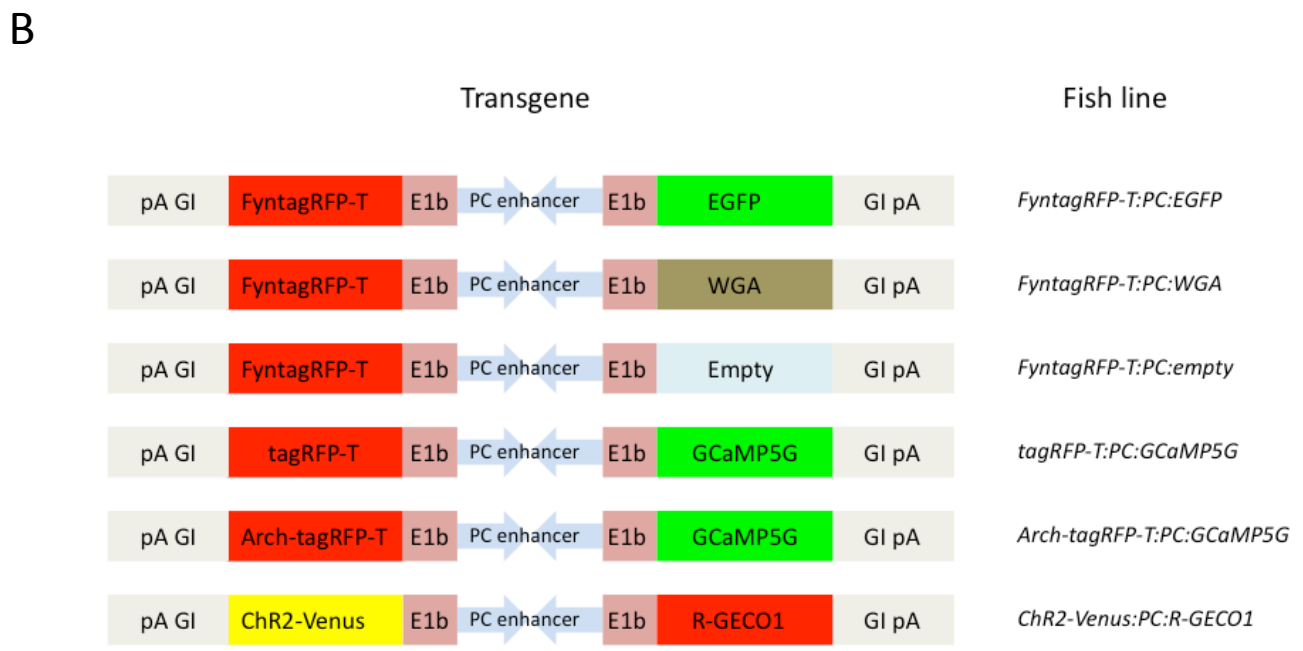 B
Transgene Fish line
pA GI FyntagRFP-T E1b PC enhancer E1b EGFP GI pA FyntagRFP-T:PC:EGFP
pA GI FyntagRFP-T E1b PC enhancer E1b WGA GI pA FyntagRFP-T:PC:WGA
pA GI FyntagRFP-T E1b PC enhancer E1b Empty GI pA FyntagRFP-T:PC:empty
pA GI tagRFP-T E1b PC enhancer E1b GCaMP5G GI pA tagRFP-T:PC:GCaMP5G
pA GI Arch-tagRFP-T E1b PC enhancer E1b GCaMP5G GI pA Arch-tagRFP-T:PC:GCaMP5G
pA GI ChR2-Venus E1b PC enhancer E1b R-GECO1 GI pA ChR2-Venus:PC:R-GECO1